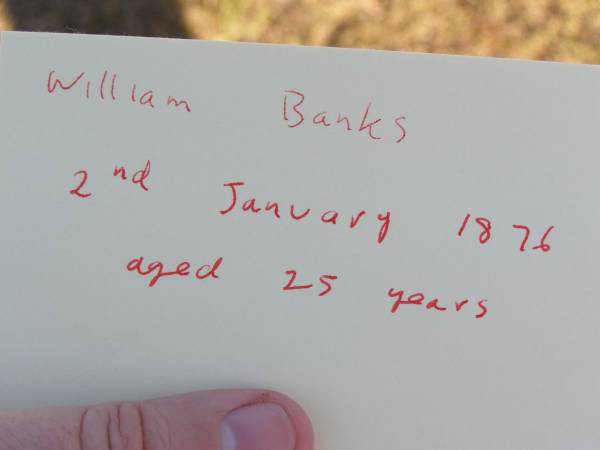 William Banks
2nd January 1876
aged 25 years